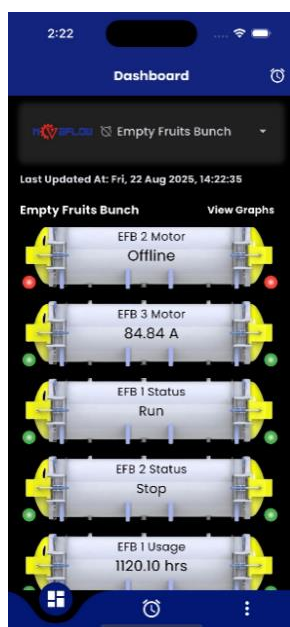 2:22
Dashboard
Empty Fruits Bunch
Last Updated At: Fri, 22 Aug 2025, 14:22:35
Empty Fruits Bunch View Graphs
EFB 2 Motor
Offline
EFB 3 Motor
84.84 A
EFB 1 Status
Run
EFB 2 Status
Stop
EFB 1 Usage
1120.10 hrs